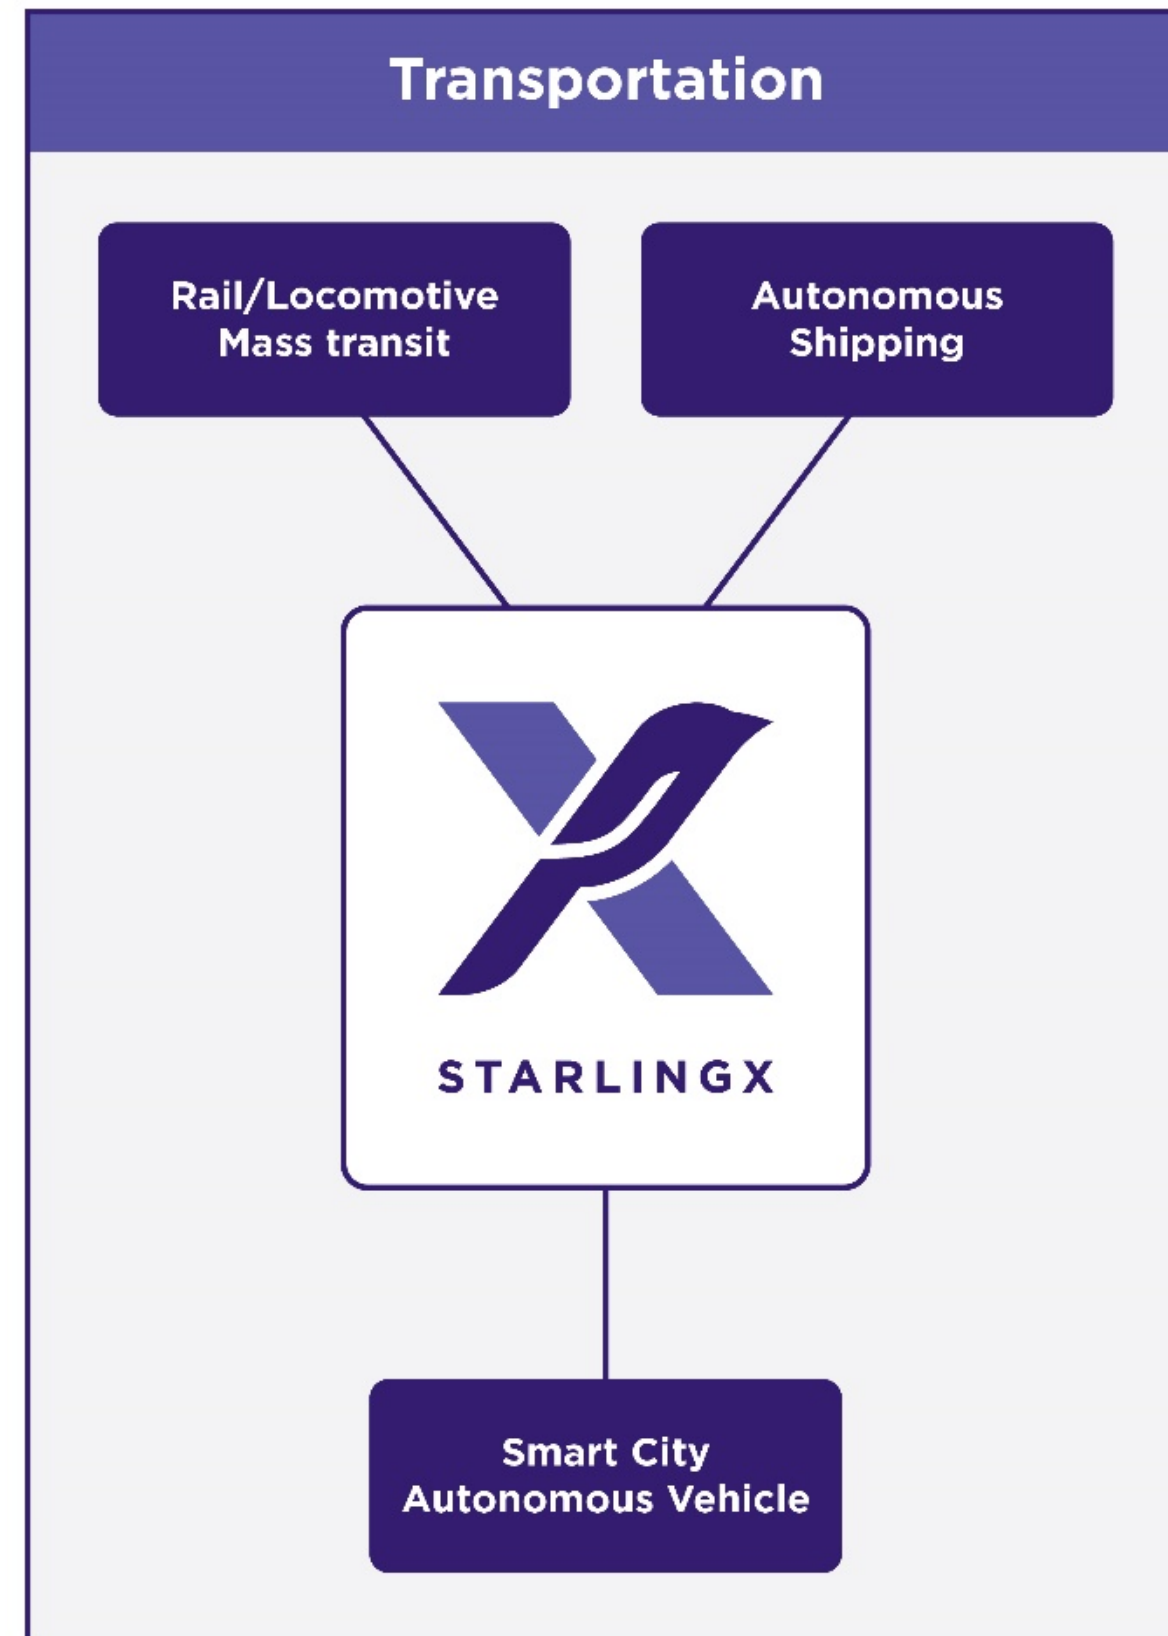 Transportation
Rail/Locomotive
Mass transit
Autonomous
Shipping
STARLINGX
Smart City
Autonomous Vehicle